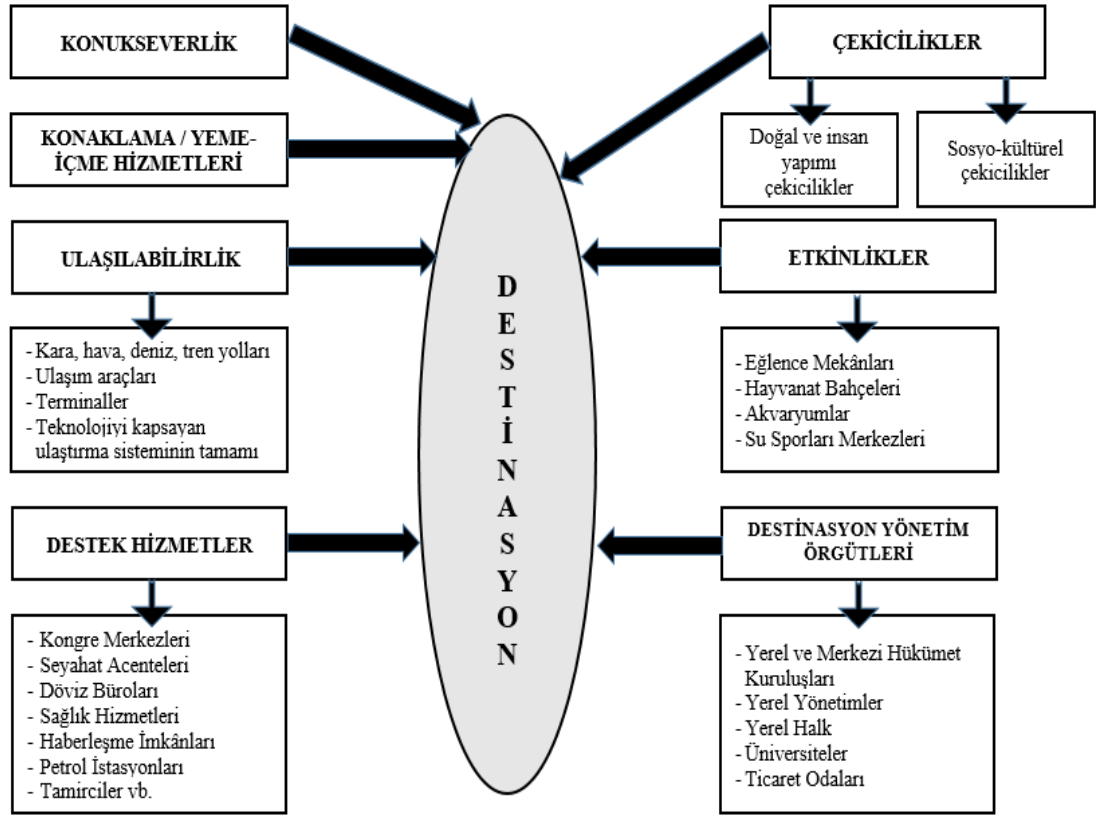 KONUKSEVERLİK
KONAKLAMA / YEME-
İÇME HİZMETLERİ
ULAŞILABİLİRLİK
- Kara, hava, deniz, tren yolları
- Ulaşım araçları
- Terminaller
- Teknolojiyi kapsayan
ulaştırma sisteminin tamamı
DESTEK HİZMETLER
- Kongre Merkezleri
- Seyahat Acenteleri
- Döviz Büroları
- Sağlık Hizmetleri
- Haberleşme İmkânları
- Petrol İstasyonları
- Tamirciler vb.
D
E
S
T
İ
N
A
S
Y
O
N
ÇEKİCİLİKLER
Doğal ve insan
yapımı
çekicilikler
Sosyo-kültürel
çekicilikler
ETKİNLİKLER
- Eğlence Mekânları
- Hayvanat Bahçeleri
- Akvaryumlar
- Su Sporları Merkezleri
DESTİNASYON YÖNETİM
ÖRGÜTLERİ
- Yerel ve Merkezi Hükümet
Kuruluşları
- Yerel Yönetimler
- Yerel Halk
- Üniversiteler
- Ticaret Odaları